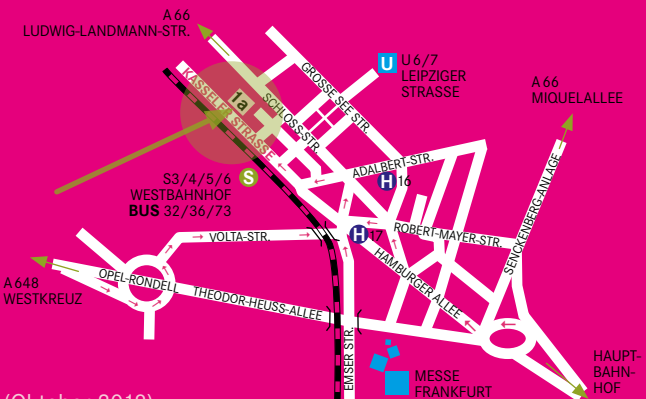 A 66
LUDWIG-LANDMANN-STR.
GROSSE SEE STR.
U
U 6/7
LEIPZIGER
STRASSE
A 66
MIQUELALLEE
KASSELER STRASSE
1a
SCHLOSS-STR.
S3/4/5/6
WESTBAHNHOF
BUS 32/36/73
S
ADALBERT-STR.
H 16
ROBERT-MAYER-STR.
H 17
SENCKENBERG-ANLAGE
VOLTA-STR.
HAMBURGER ALLEE
A 648
WESTKREUZ
OPEL-RONDELL
THEODOR-HEUSS-ALLEE
EMSER STR.
MESSE
FRANKFURT
HAUPT-
BAHN-
HOF